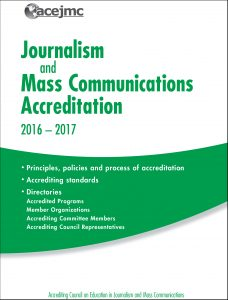 acejmc
Journalism
and
Mass Communications
Accreditation
2016 – 2017
• Principles, policies and process of accreditation
• Accrediting standards
• Directories
Accredited Programs
Member Organizations
Accrediting Committee Members
Accrediting Council Representatives
Accrediting Council on Education in Journalism and Mass Communications